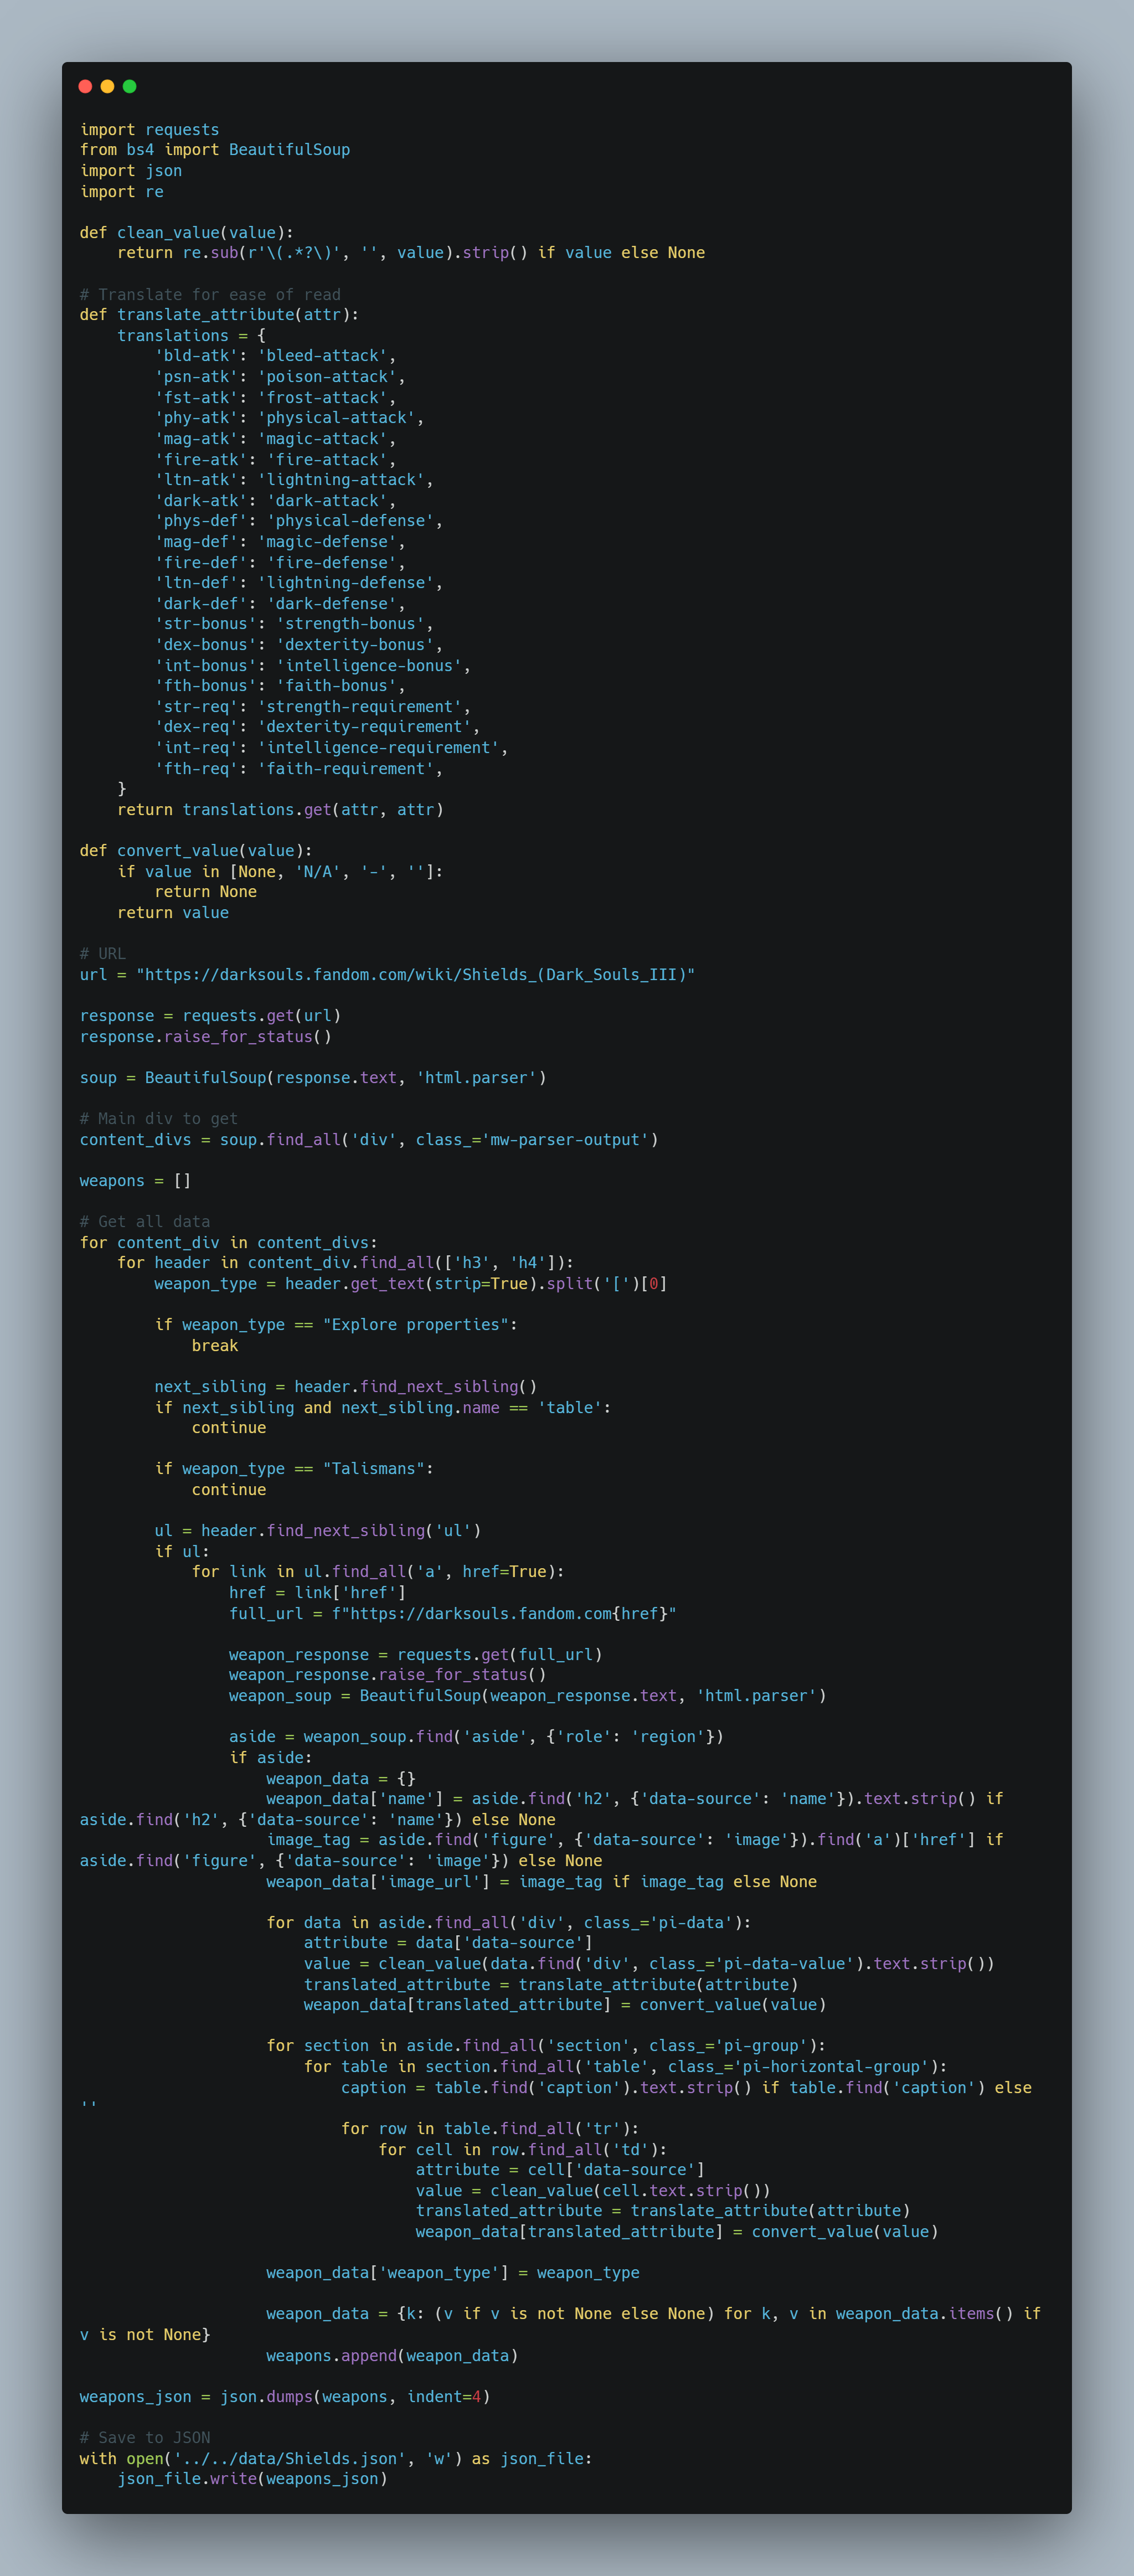 import requests
from bs4 import BeautifulSoup
import json
import re

def clean_value(value):
    return re.sub(r'\(.*?\)', '', value).strip() if value else None

# Translate for ease of read
def translate_attribute(attr):
    translations = {
        'bld-atk': 'bleed-attack',
        'psn-atk': 'poison-attack',
        'fst-atk': 'frost-attack',
        'phy-atk': 'physical-attack',
        'mag-atk': 'magic-attack',
        'fire-atk': 'fire-attack',
        'ltn-atk': 'lightning-attack',
        'dark-atk': 'dark-attack',
        'phys-def': 'physical-defense',
        'mag-def': 'magic-defense',
        'fire-def': 'fire-defense',
        'ltn-def': 'lightning-defense',
        'dark-def': 'dark-defense',
        'str-bonus': 'strength-bonus',
        'dex-bonus': 'dexterity-bonus',
        'int-bonus': 'intelligence-bonus',
        'fth-bonus': 'faith-bonus',
        'str-req': 'strength-requirement',
        'dex-req': 'dexterity-requirement',
        'int-req': 'intelligence-requirement',
        'fth-req': 'faith-requirement',
    }
    return translations.get(attr, attr)

def convert_value(value):
    if value in [None, 'N/A', '-', '']:
        return None
    return value

# URL
url = "https://darksouls.fandom.com/wiki/Shields_(Dark_Souls_III)"

response = requests.get(url)
response.raise_for_status()

soup = BeautifulSoup(response.text, 'html.parser')

# Main div to get
content_divs = soup.find_all('div', class_='mw-parser-output')

weapons = []

# Get all data
for content_div in content_divs:
    for header in content_div.find_all(['h3', 'h4']):
        weapon_type = header.get_text(strip=True).split('[')[0]

        if weapon_type == "Explore properties":
            break

        next_sibling = header.find_next_sibling()
        if next_sibling and next_sibling.name == 'table':
            continue

        if weapon_type == "Talismans":
            continue

        ul = header.find_next_sibling('ul')
        if ul:
            for link in ul.find_all('a', href=True):
                href = link['href']
                full_url = f"https://darksouls.fandom.com{href}"

                weapon_response = requests.get(full_url)
                weapon_response.raise_for_status()
                weapon_soup = BeautifulSoup(weapon_response.text, 'html.parser')

                aside = weapon_soup.find('aside', {'role': 'region'})
                if aside:
                    weapon_data = {}
                    weapon_data['name'] = aside.find('h2', {'data-source': 'name'}).text.strip() if
aside.find('h2', {'data-source': 'name'}) else None
                    image_tag = aside.find('figure', {'data-source': 'image'}).find('a')['href'] if
aside.find('figure', {'data-source': 'image'}) else None
                    weapon_data['image_url'] = image_tag if image_tag else None

                    for data in aside.find_all('div', class_='pi-data'):
                        attribute = data['data-source']
                        value = clean_value(data.find('div', class_='pi-data-value').text.strip())
                        translated_attribute = translate_attribute(attribute)
                        weapon_data[translated_attribute] = convert_value(value)

                    for section in aside.find_all('section', class_='pi-group'):
                        for table in section.find_all('table', class_='pi-horizontal-group'):
                            caption = table.find('caption').text.strip() if table.find('caption') else
''
                            for row in table.find_all('tr'):
                                for cell in row.find_all('td'):
                                    attribute = cell['data-source']
                                    value = clean_value(cell.text.strip())
                                    translated_attribute = translate_attribute(attribute)
                                    weapon_data[translated_attribute] = convert_value(value)

                    weapon_data['weapon_type'] = weapon_type

                    weapon_data = {k: (v if v is not None else None) for k, v in weapon_data.items() if
v is not None}
                    weapons.append(weapon_data)

weapons_json = json.dumps(weapons, indent=4)

# Save to JSON
with open('../../data/Shields.json', 'w') as json_file:
    json_file.write(weapons_json)